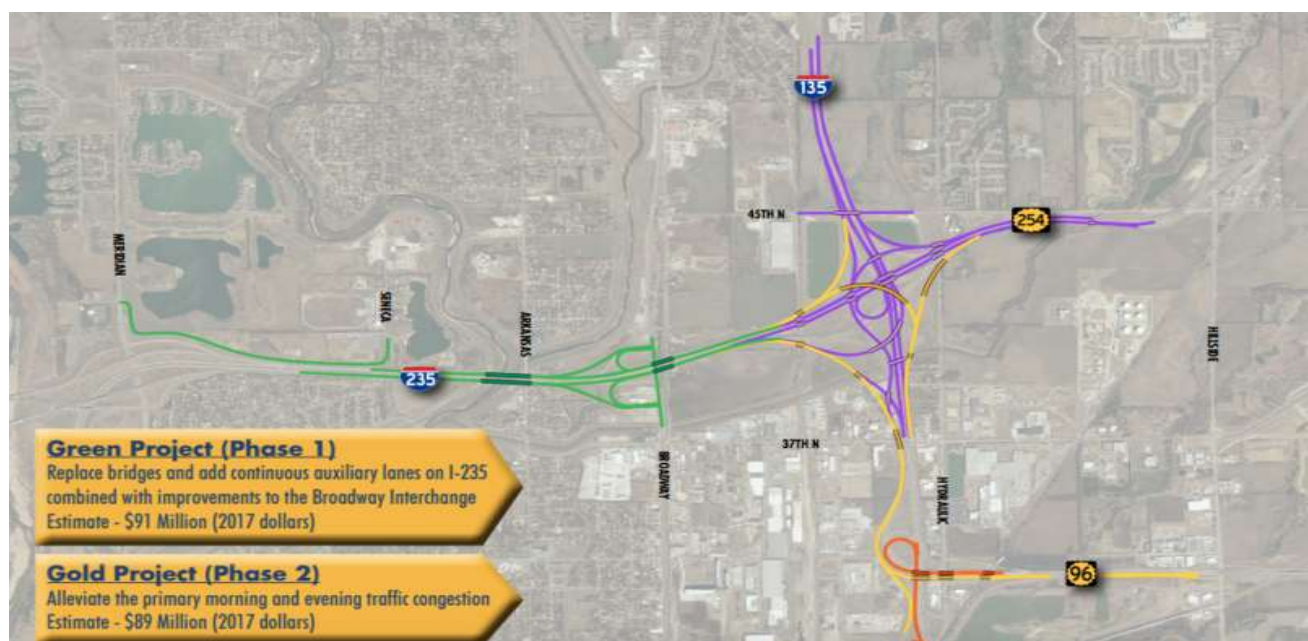 135
45TH N
254
MERIDIAN
SENECA
ARKANSAS
HILLSIDE
235
Green Project (Phase 1)
Replace bridges and add continuous auxiliary lanes on I-235
combined with improvements to the Broadway Interchange
Estimate - $91 Million (2017 dollars)
37TH N
BROADWAY
HYDRAULIC
Gold Project (Phase 2)
Alleviate the primary morning and evening traffic congestion
Estimate - $89 Million (2017 dollars)
96